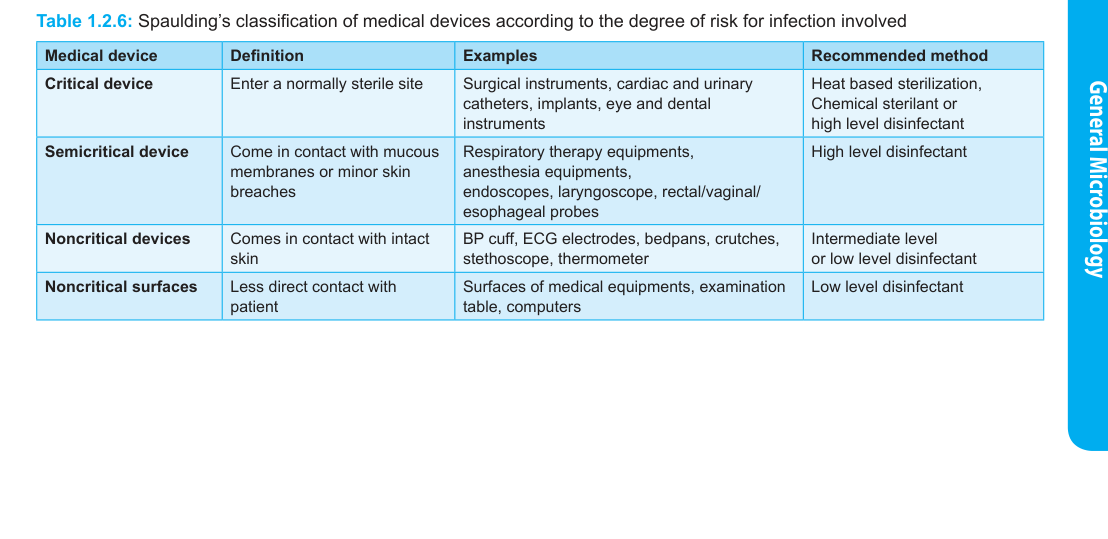 Table 1.2.6: Spaulding's classification of medical devices according to the degree of risk for infection involved
Medical device Definition Examples Recommended method
Critical device Enter a normally sterile site Surgical instruments, cardiac and urinary Heat based sterilization,
catheters, implants, eye and dental Chemical sterilant or
instruments high level disinfectant
Semicritical device Come in contact with mucous Respiratory therapy equipments, High level disinfectant
membranes or minor skin anesthesia equipments,
breaches endoscopes, laryngoscope, rectal/vaginal/
esophageal probes
Noncritical devices Comes in contact with intact BP cuff, ECG electrodes, bedpans, crutches, Intermediate level
skin stethoscope, thermometer or low level disinfectant
Noncritical surfaces Less direct contact with Surfaces of medical equipments, examination Low level disinfectant
patient table, computers
General Microbiology